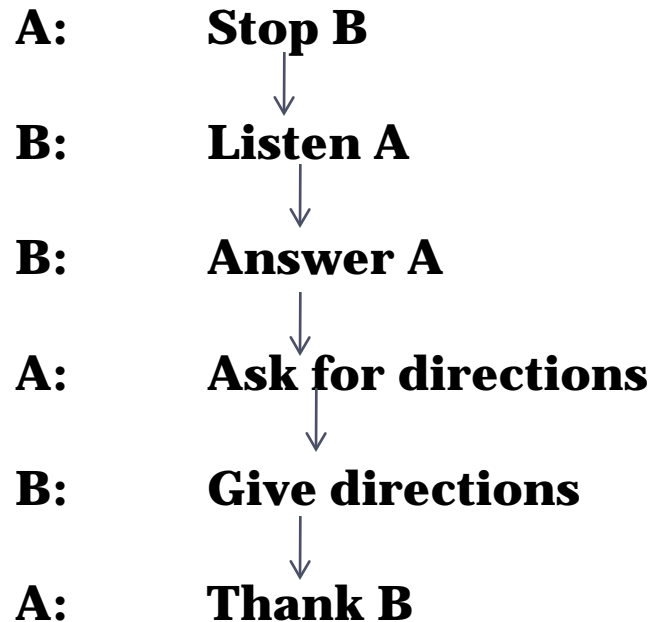 A: Stop B
B: Listen A
B: Answer A
A: Ask for directions
B: Give directions
A: Thank B